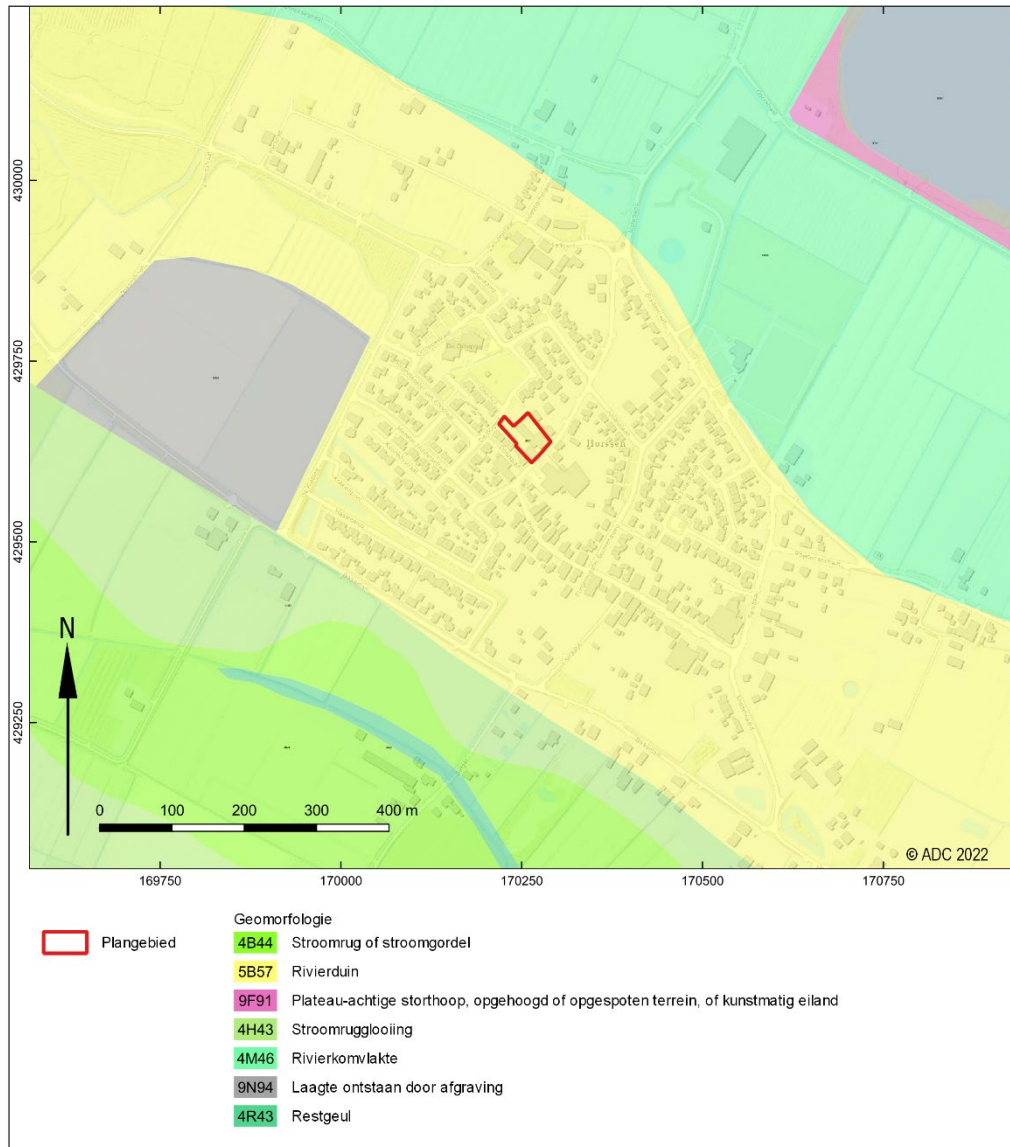 430000
429750
429500
429250
Horssen
N
0 100 200 300 400 m
© ADC 2022
169750 170000 170250 170500 170750
Geomorfologie
Plangebied
4B44 Stroomrug of stroomgordel
5B57 Rivierduin
9F91 Plateau-achtige storthoop, opgehoogd of opgespoten terrein, of kunstmatig eiland
4H43 Stroomrugglooiing
4M46 Rivierkomvlakte
9N94 Laagte ontstaan door afgraving
4R43 Restgeul